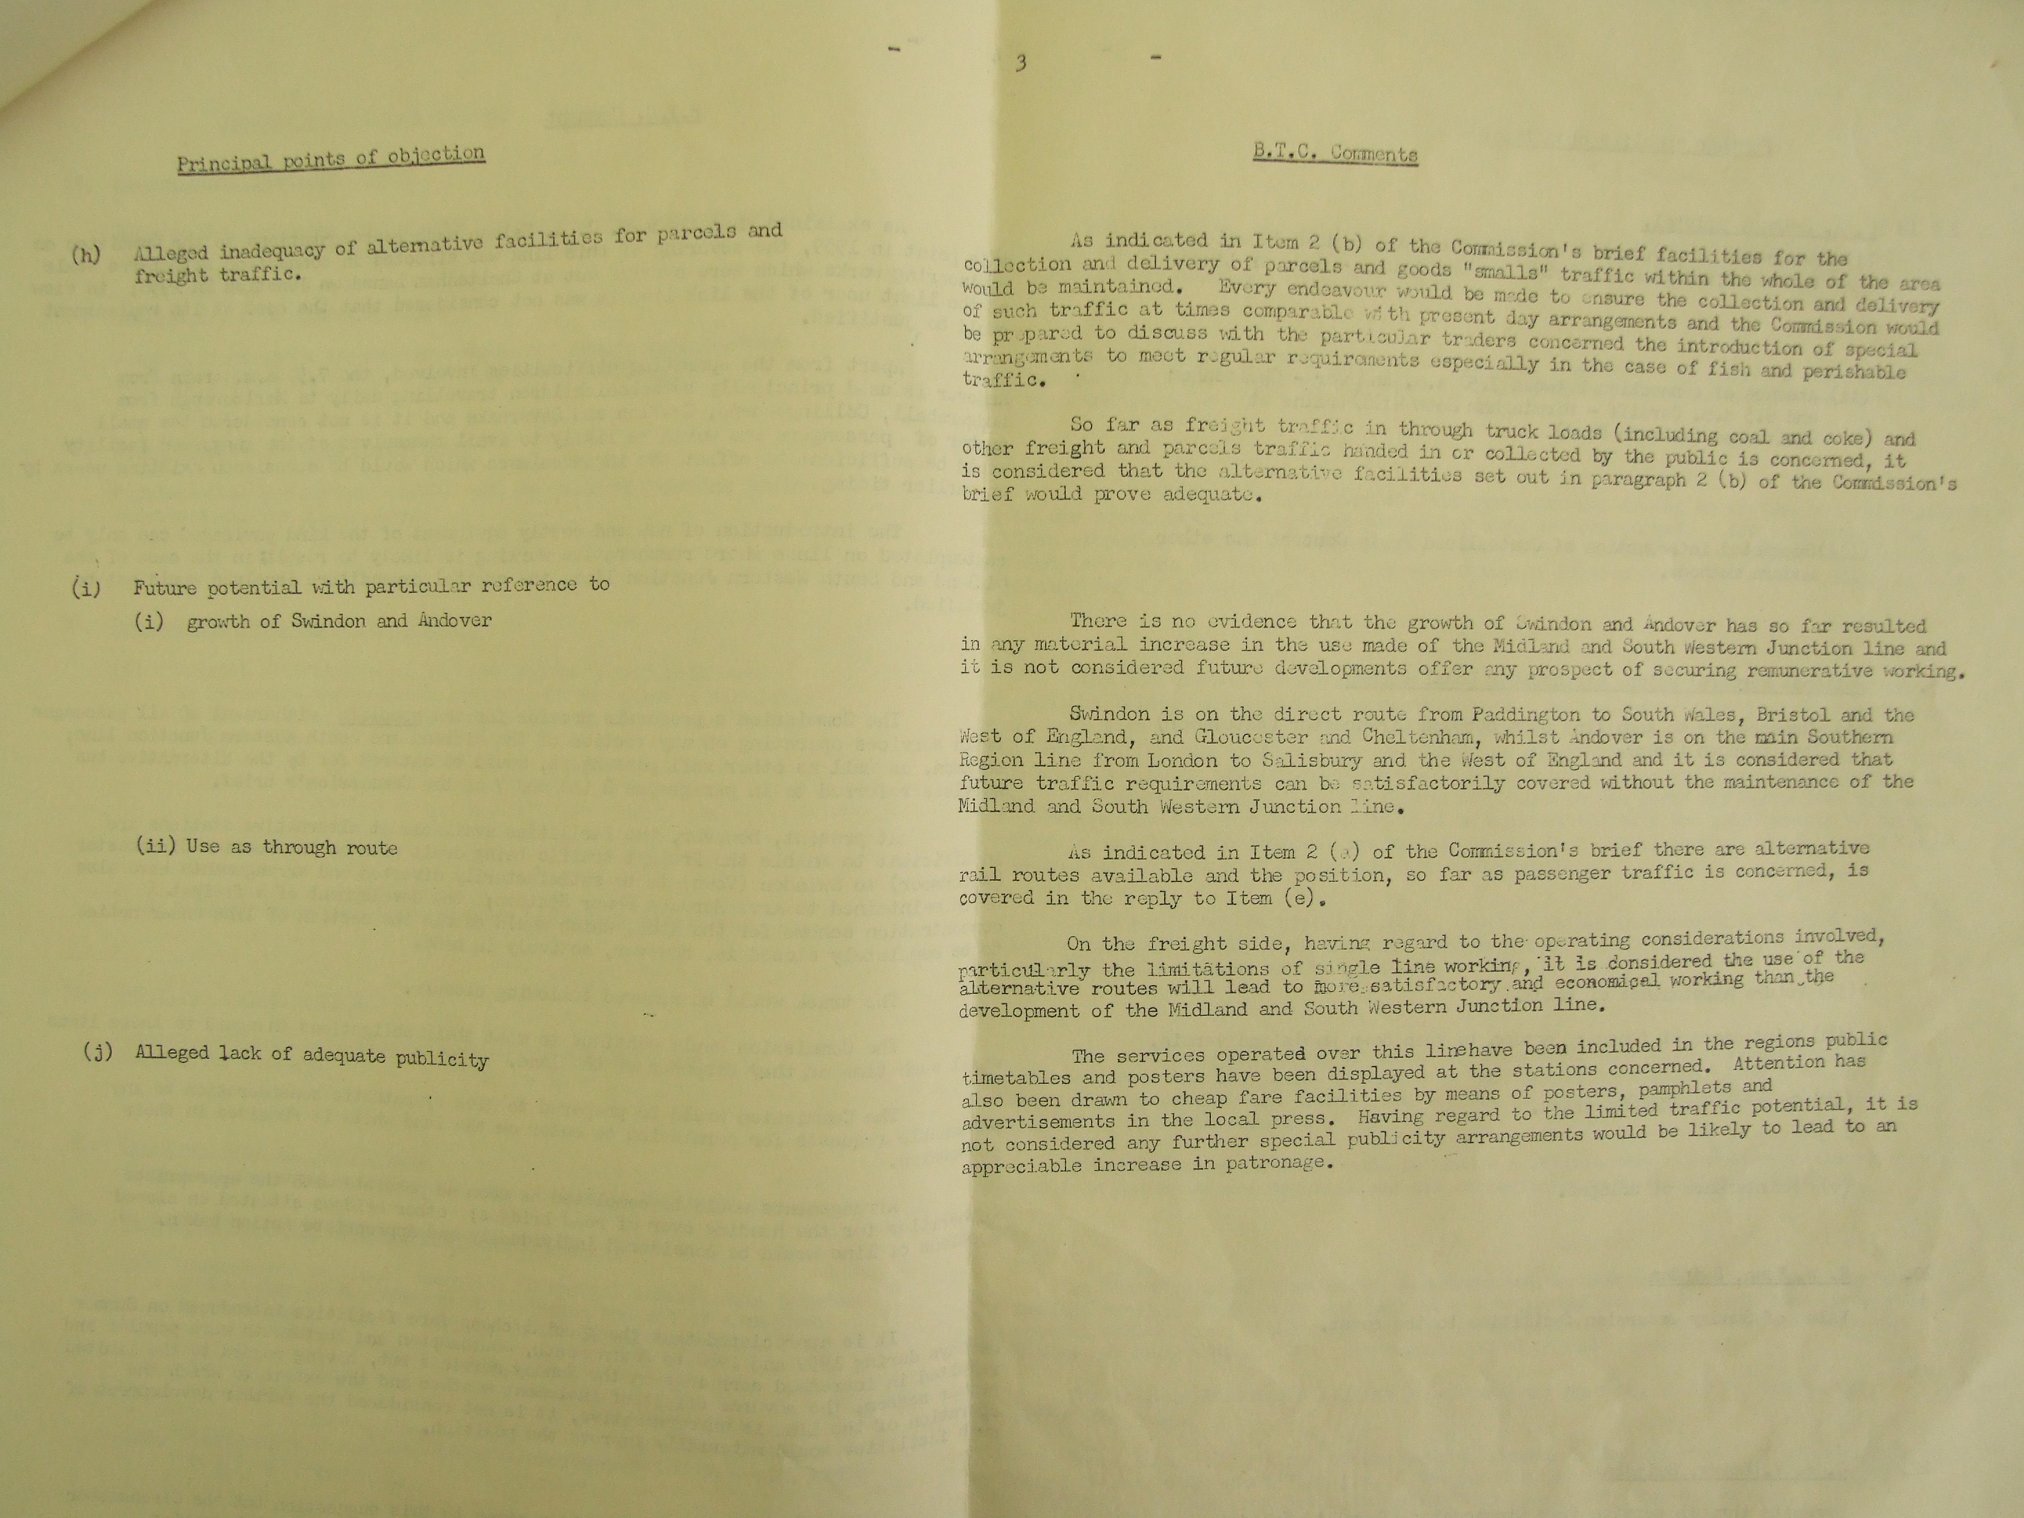 - 3 -
Principal points of objection
B.T.C. Comments
(h) Alleged inadequacy of alternative facilities for parcels and
freight traffic.
As indicated in Item 2 (b) of the Commission's brief facilities for the
collection and delivery of parcels and goods "smalls" traffic within the whole of the area
would be maintained. Every endeavour would be made to ensure the collection and delivery
of such traffic at times comparable with present day arrangements and the Commission would
be prepared to discuss with the particular traders concerned the introduction of special
arrangements to meet regular requirements especially in the case of fish and perishable
traffic.
So far as freight traffic in through truck loads (including coal and coke) and
other freight and parcels traffic handed in or collected by the public is concerned, it
is considered that the alternative facilities set out in paragraph 2 (b) of the Commission's
brief would prove adequate.
(i) Future potential with particular reference to
(i) growth of Swindon and Andover
There is no evidence that the growth of Swindon and Andover has so far resulted
in any material increase in the use made of the Midland and South Western Junction line and
it is not considered future developments offer any prospect of securing remunerative working.
Swindon is on the direct route from Paddington to South Wales, Bristol and the
West of England, and Gloucester and Cheltenham, whilst Andover is on the main Southern
Region line from London to Salisbury and the West of England and it is considered that
future traffic requirements can be satisfactorily covered without the maintenance of the
Midland and South Western Junction line.
(ii) Use as through route
As indicated in Item 2 (a) of the Commission's brief there are alternative
rail routes available and the position, so far as passenger traffic is concerned, is
covered in the reply to Item (e).
On the freight side, having regard to the operating considerations involved,
particularly the limitations of single line working, it is considered the use of the
alternative routes will lead to more satisfactory and economical working than the
development of the Midland and South Western Junction line.
(j) Alleged lack of adequate publicity
The services operated over this line have been included in the regions public
timetables and posters have been displayed at the stations concerned. Attention has
also been drawn to cheap fare facilities by means of posters, pamphlets and
advertisements in the local press. Having regard to the limited traffic potential, it is
not considered any further special publicity arrangements would be likely to lead to an
appreciable increase in patronage.